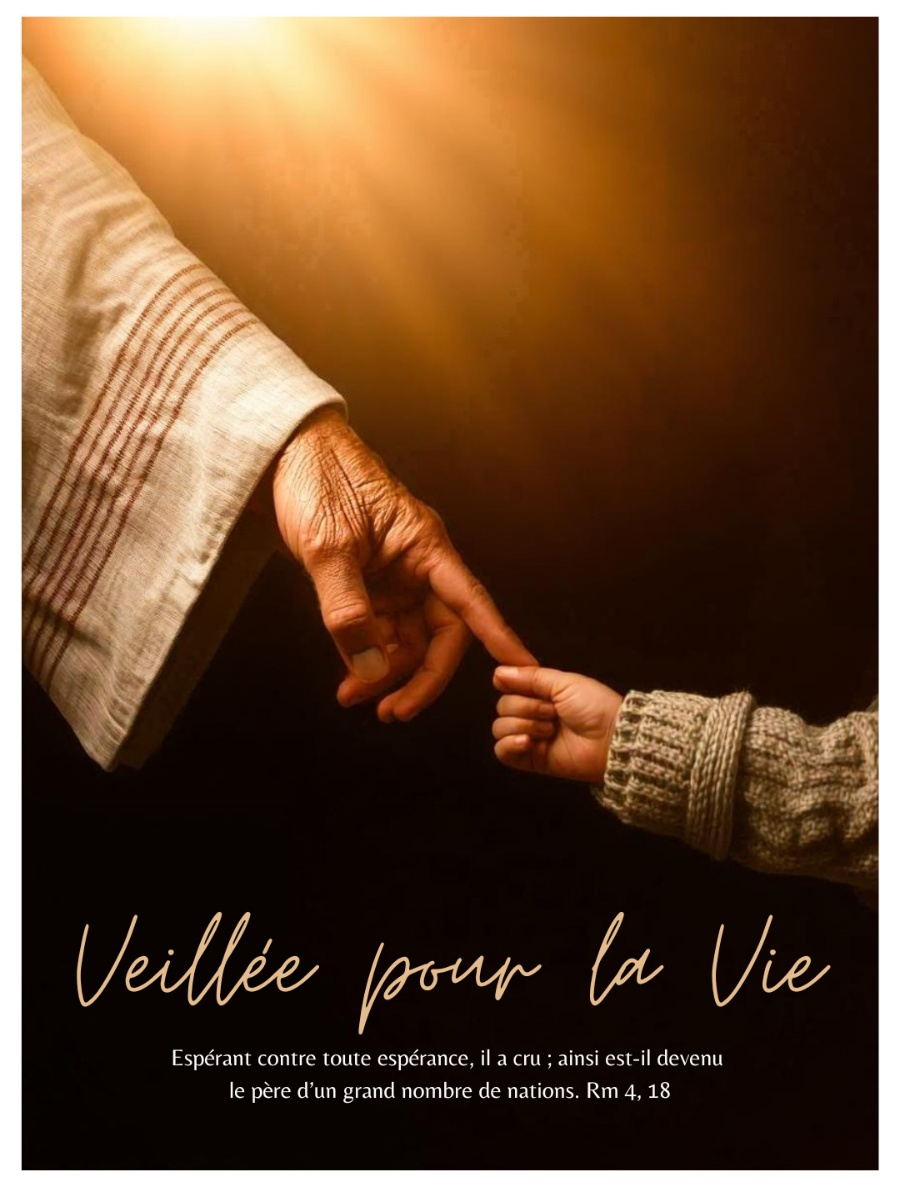 Veillée pour la Vie
Espérant contre toute espérance, il a cru ; ainsi est-il devenu
le père d’un grand nombre de nations. Rm 4, 18